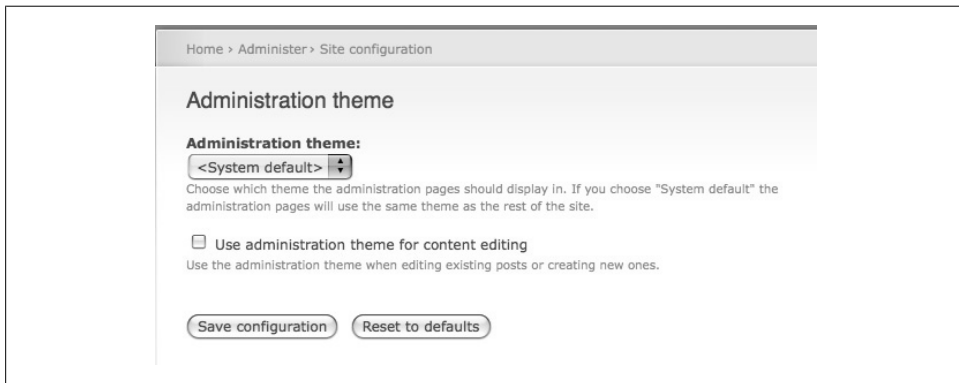 Home › Administer › Site configuration
Administration theme
Administration theme:
<System default>
Choose which theme the administration pages should display in. If you choose "System default" the
administration pages will use the same theme as the rest of the site.
Use administration theme for content editing
Use the administration theme when editing existing posts or creating new ones.
Save configuration Reset to defaults